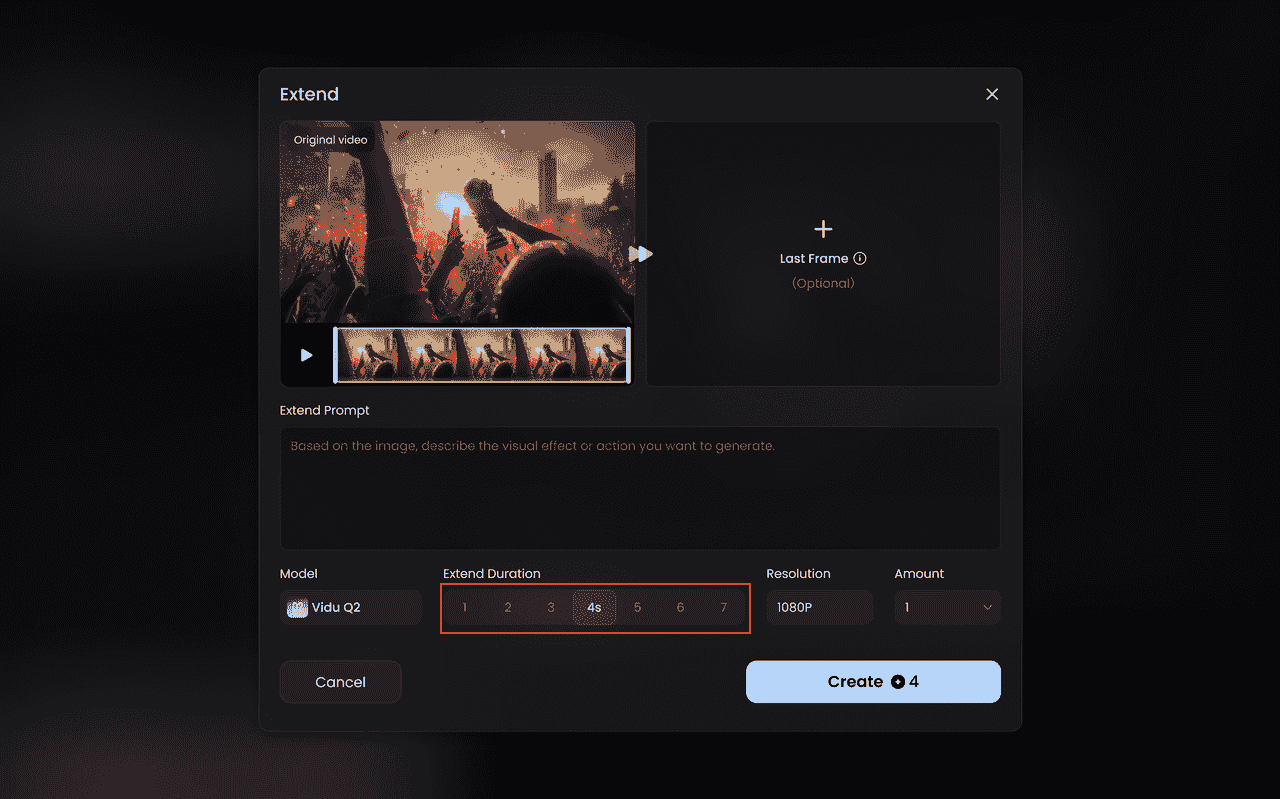 Extend
Original video
Last Frame
(Optional)
Extend Prompt
Based on the image, describe the visual effect or action you want to generate.
Model
Extend Duration
Resolution
Amount
Q2 Vidu Q2
1 2 3 4s 5 6 7
1080P
1
Cancel
Create 4